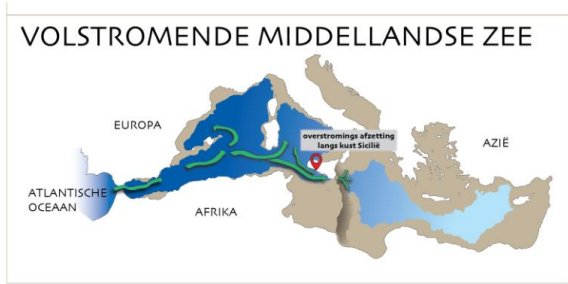 VOLSTROMENDE MIDDELLANDSE ZEE
EUROPA
overstromings afzetting
langs kust Sicilië
AZIË
ATLANTISCHE
OCEAAN
AFRIKA